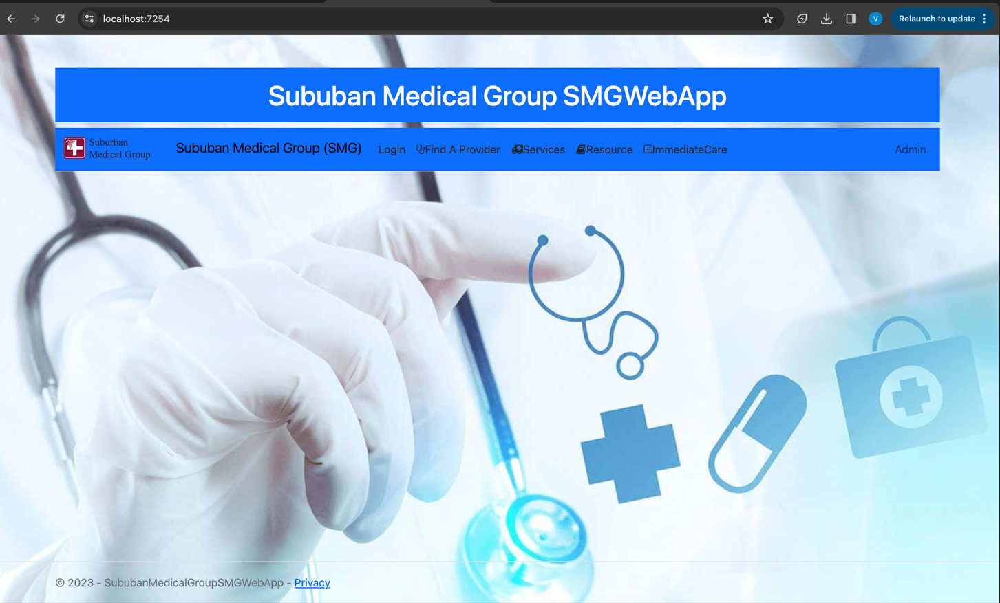 localhost:7254
V
Relaunch to update
Sububan Medical Group SMGWebApp
Suburban
Medical Group
Sububan Medical Group (SMG) Login Find A Provider Services Resource ImmediateCare Admin
© 2023 - SububanMedicalGroupSMGWebApp - Privacy